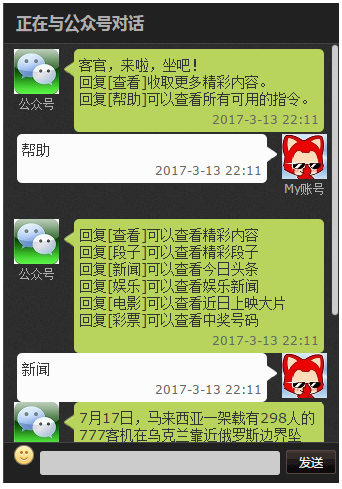 正在与公众号对话
客官，来啦，坐吧！
回复[查看]收取更多精彩内容。
回复[帮助]可以查看所有可用的指令。
2017-3-13 22:11
公众号
帮助
2017-3-13 22:11
My账号
回复[查看]可以查看精彩内容
回复[段子]可以查看精彩段子
回复[新闻]可以查看今日头条
回复[娱乐]可以查看娱乐新闻
回复[电影]可以查看近日上映大片
回复[彩票]可以查看中奖号码
2017-3-13 22:11
公众号
新闻
2017-3-13 22:11
7月17日，马来西亚一架载有298人的
777客机在乌克兰靠近俄罗斯边界坠
发送